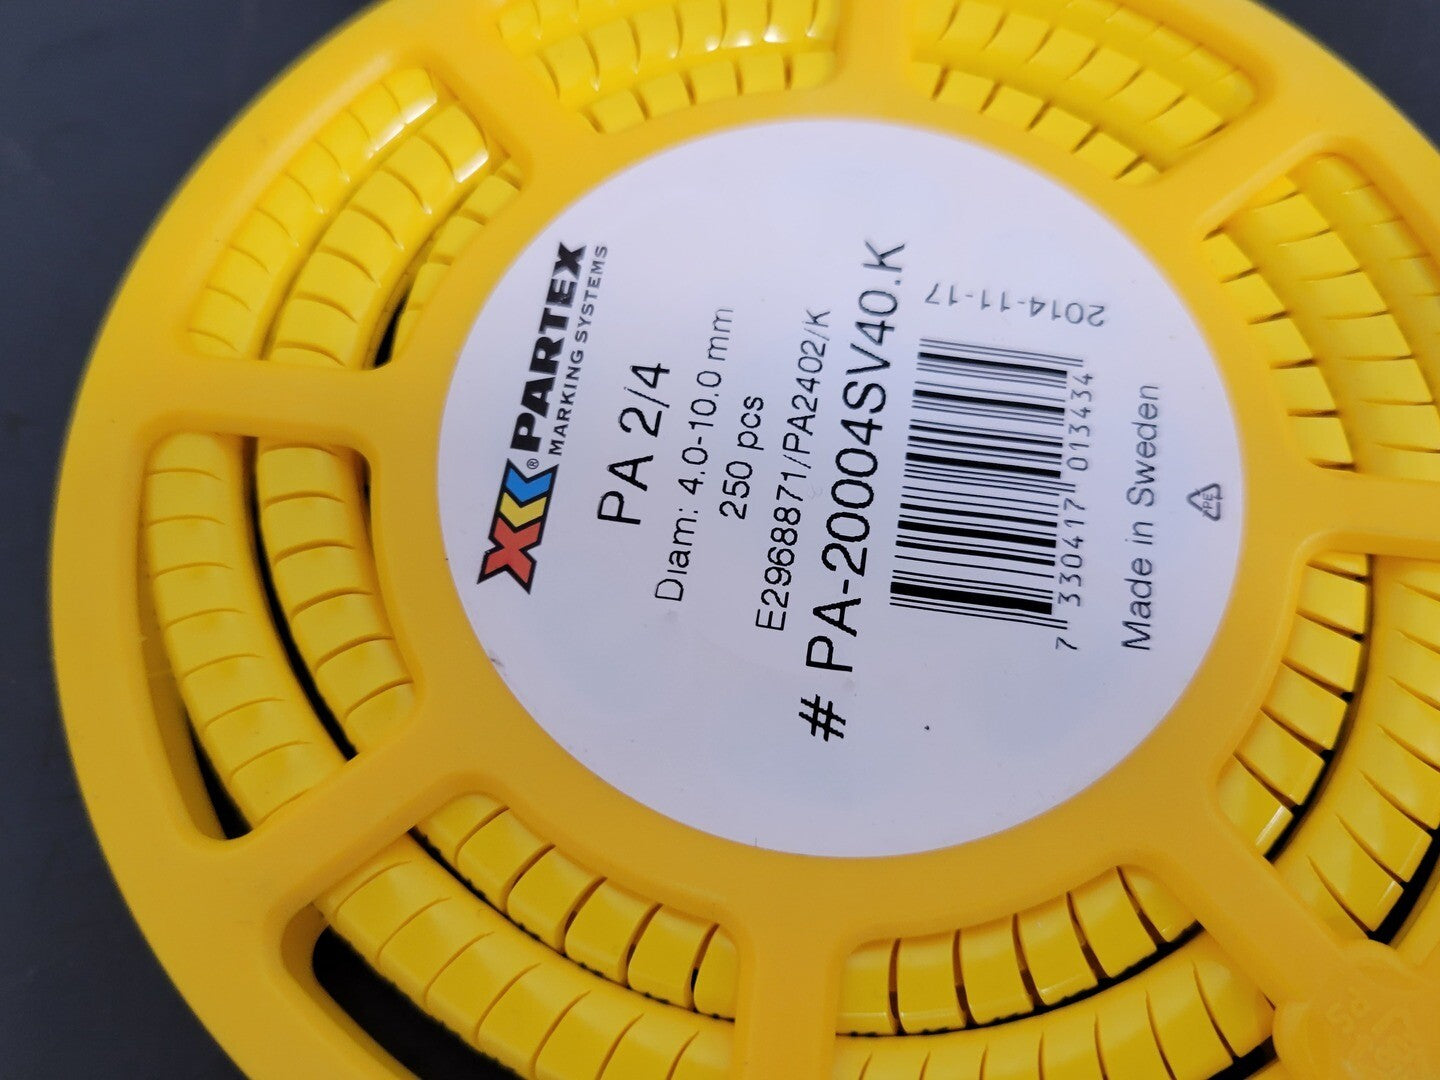 PARTEX®
MARKING SYSTEMS
PA 2/4
Diam: 4.0-10.0 mm
250 pcs
E2968871/PA2402/K
# PA-20004SV40.K
2014-11-17
7 330417 013434
Made in Sweden
PE